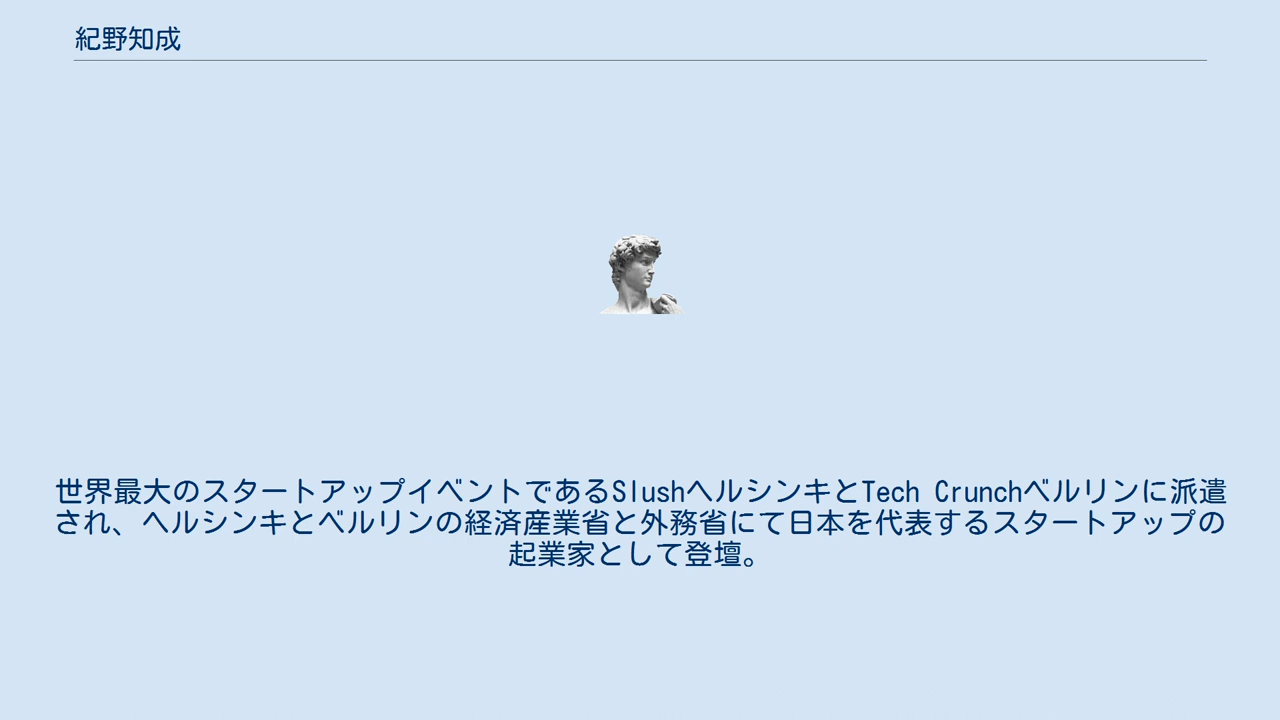 紀野知成
世界最大のスタートアップイベントであるSlushヘルシンキとTech Crunchベルリンに派遣
され、ヘルシンキとベルリンの経済産業省と外務省にて日本を代表するスタートアップの
起業家として登壇。